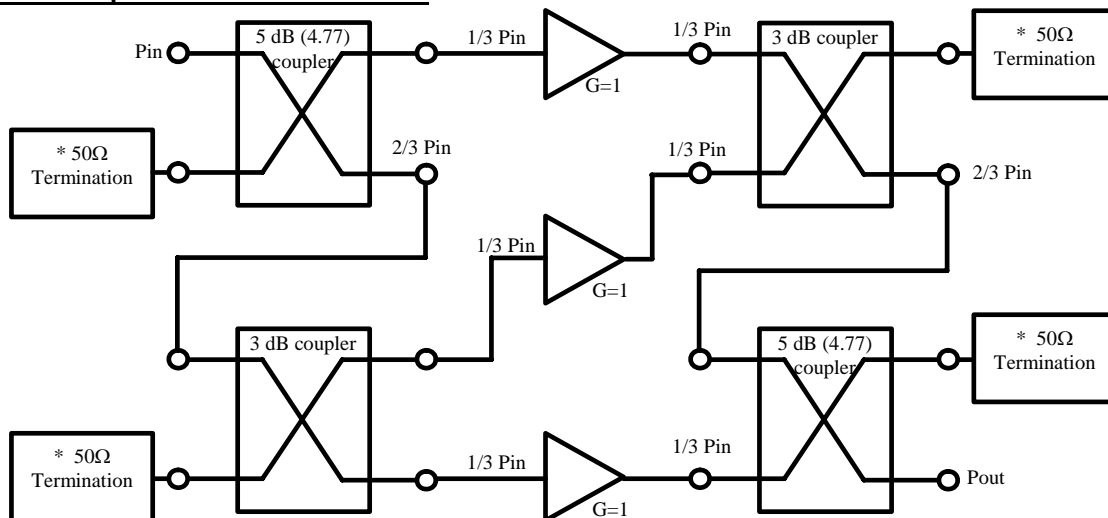 Pin
5 dB (4.77)
coupler
1/3 Pin
G=1
1/3 Pin
3 dB coupler
* 50Ω
Termination
* 50Ω
Termination
2/3 Pin
1/3 Pin
2/3 Pin
1/3 Pin
G=1
3 dB coupler
5 dB (4.77)
coupler
* 50Ω
Termination
* 50Ω
Termination
1/3 Pin
G=1
1/3 Pin
Pout